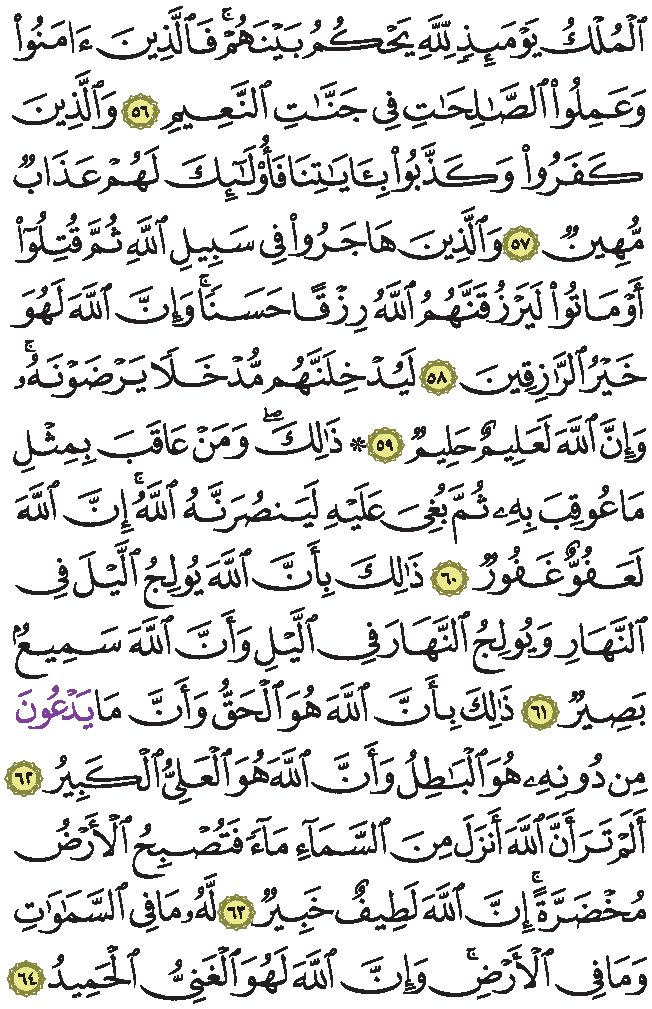 ٱلْمُلْكُ يَوْمَئِذٍ لِّلَّهِ يَحْكُمُ بَيْنَهُمْۚ فَٱلَّذِينَ ءَامَنُوا۟
وَعَمِلُوا۟ ٱلصَّٰلِحَٰتِ فِى جَنَّٰتِ ٱلنَّعِيمِ ٥٦ وَٱلَّذِينَ
كَفَرُوا۟ وَكَذَّبُوا۟ بِـَٔايَٰتِنَا فَأُو۟لَٰٓئِكَ لَهُمْ عَذَابٌ
مُّهِينٌ ٥٧ وَٱلَّذِينَ هَاجَرُوا۟ فِى سَبِيلِ ٱللَّهِ ثُمَّ قُتِلُوٓا۟
أَوْ مَاتُوا۟ لَيَرْزُقَنَّهُمُ ٱللَّهُ رِزْقًا حَسَنًاۚ وَإِنَّ ٱللَّهَ لَهُوَ
خَيْرُ ٱلرَّٰزِقِينَ ٥٨ لَيُدْخِلَنَّهُم مُّدْخَلًا يَرْضَوْنَهُۥۚ
وَإِنَّ ٱللَّهَ لَعَلِيمٌ حَلِيمٌ ٥٩ * ذَٰلِكَۖ وَمَنْ عَاقَبَ بِمِثْلِ
مَا عُوقِبَ بِهِۦ ثُمَّ بُغِىَ عَلَيْهِ لَيَنصُرَنَّهُ ٱللَّهُۚ إِنَّ ٱللَّهَ
لَعَفُوٌّ غَفُورٌ ٦٠ ذَٰلِكَ بِأَنَّ ٱللَّهَ يُولِجُ ٱلَّيْلَ فِى
ٱلنَّهَارِ وَيُولِجُ ٱلنَّهَارَ فِى ٱلَّيْلِ وَأَنَّ ٱللَّهَ سَمِيعٌۢ
بَصِيرٌ ٦١ ذَٰلِكَ بِأَنَّ ٱللَّهَ هُوَ ٱلْحَقُّ وَأَنَّ مَا يَدْعُونَ
مِن دُونِهِۦ هُوَ ٱلْبَٰطِلُ وَأَنَّ ٱللَّهَ هُوَ ٱلْعَلِىُّ ٱلْكَبِيرُ ٦٢
أَلَمْ تَرَ أَنَّ ٱللَّهَ أَنزَلَ مِنَ ٱلسَّمَآءِ مَآءً فَتُصْبِحُ ٱلْأَرْضُ
مُخْضَرَّةًۚ إِنَّ ٱللَّهَ لَطِيفٌ خَبِيرٌ ٦٣ لَّهُۥ مَا فِى ٱلسَّمَٰوَٰتِ
وَمَا فِى ٱلْأَرْضِۚ وَإِنَّ ٱللَّهَ لَهُوَ ٱلْغَنِىُّ ٱلْحَمِيدُ ٦٤